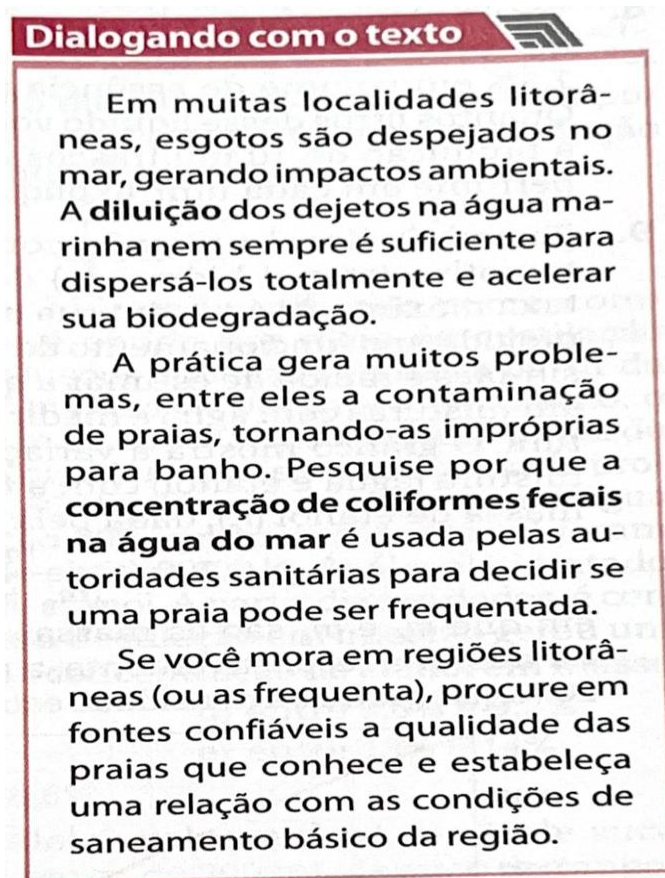 Dialogando com o texto
Em muitas localidades litorâ-
neas, esgotos são despejados no
mar, gerando impactos ambientais.
A diluição dos dejetos na água ma-
rinha nem sempre é suficiente para
dispersá-los totalmente e acelerar
sua biodegradação.
A prática gera muitos proble-
mas, entre eles a contaminação
de praias, tornando-as impróprias
para banho. Pesquise por que a
concentração de coliformes fecais
na água do mar é usada pelas au-
toridades sanitárias para decidir se
uma praia pode ser frequentada.
Se você mora em regiões litorâ-
neas (ou as frequenta), procure em
fontes confiáveis a qualidade das
praias que conhece e estabeleça
uma relação com as condições de
saneamento básico da região.